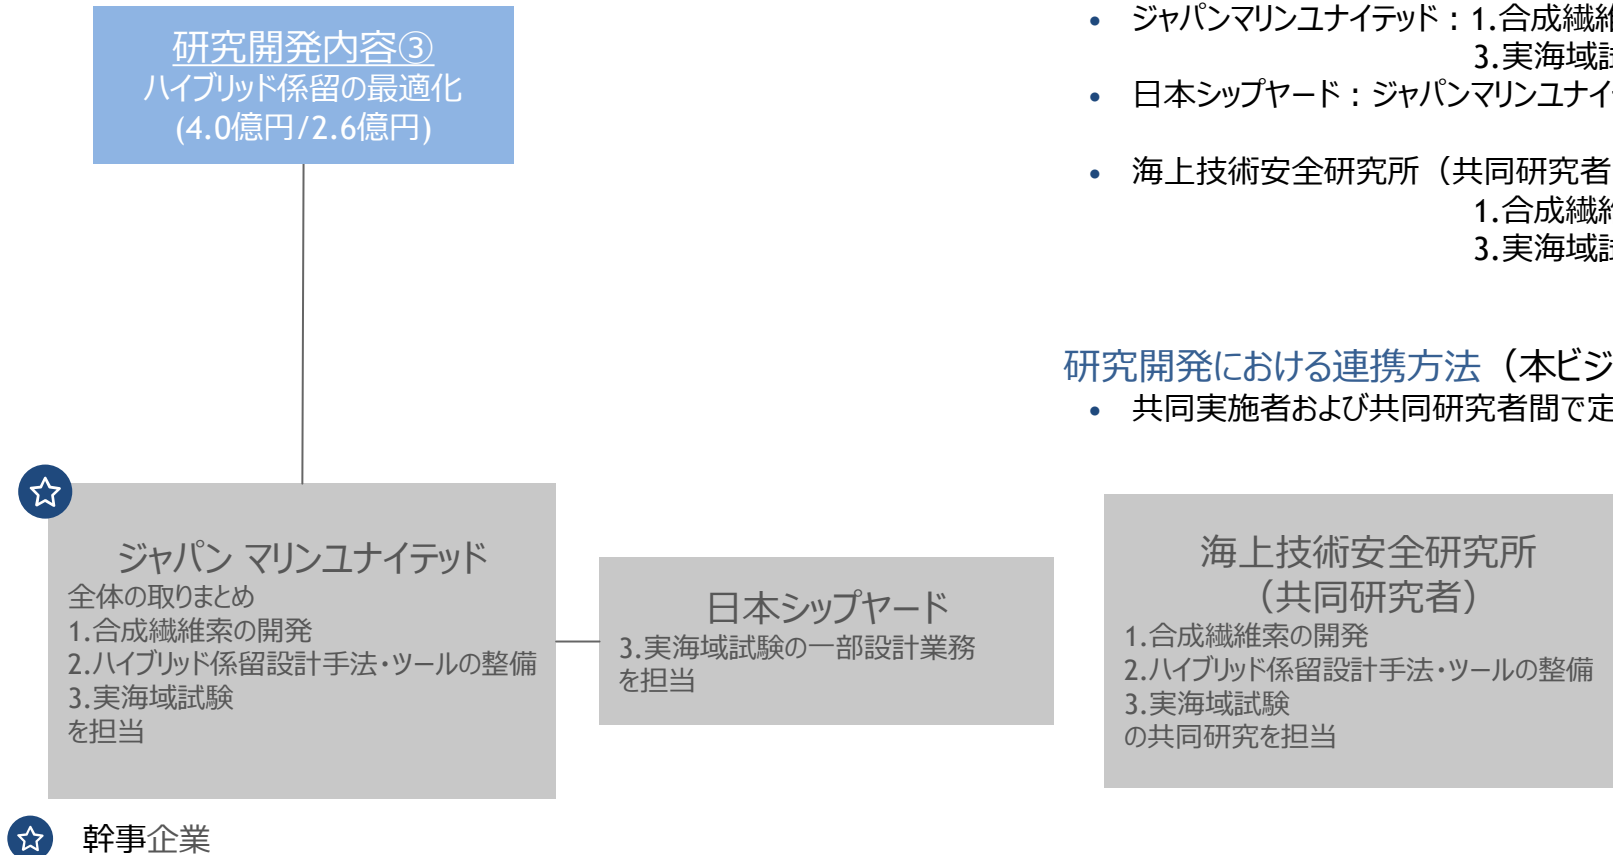 研究開発内容③
ハイブリッド係留の最適化
(4.0億円/2.6億円)
• ジャパンマリンユナイテッド：1.合成繊維
3.実海域試
• 日本シップヤード：ジャパンマリンユナイ
• 海上技術安全研究所（共同研究者
1.合成繊維
3.実海域試
研究開発における連携方法（本ビジ
• 共同実施者および共同研究者間で定
ジャパン マリンユナイテッド
全体の取りまとめ
1.合成繊維索の開発
2.ハイブリッド係留設計手法・ツールの整備
3.実海域試験
を担当
日本シップヤード
3.実海域試験の一部設計業務
を担当
海上技術安全研究所
（共同研究者）
1.合成繊維索の開発
2.ハイブリッド係留設計手法・ツールの整備
3.実海域試験
の共同研究を担当
幹事企業